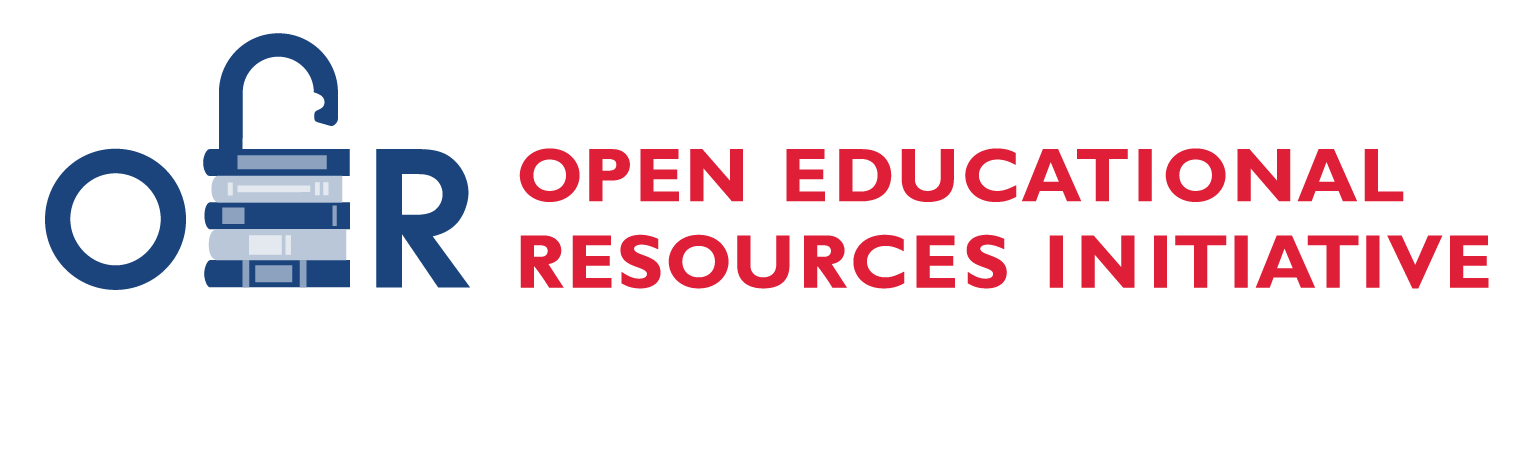 OER
OPEN EDUCATIONAL
RESOURCES INITIATIVE